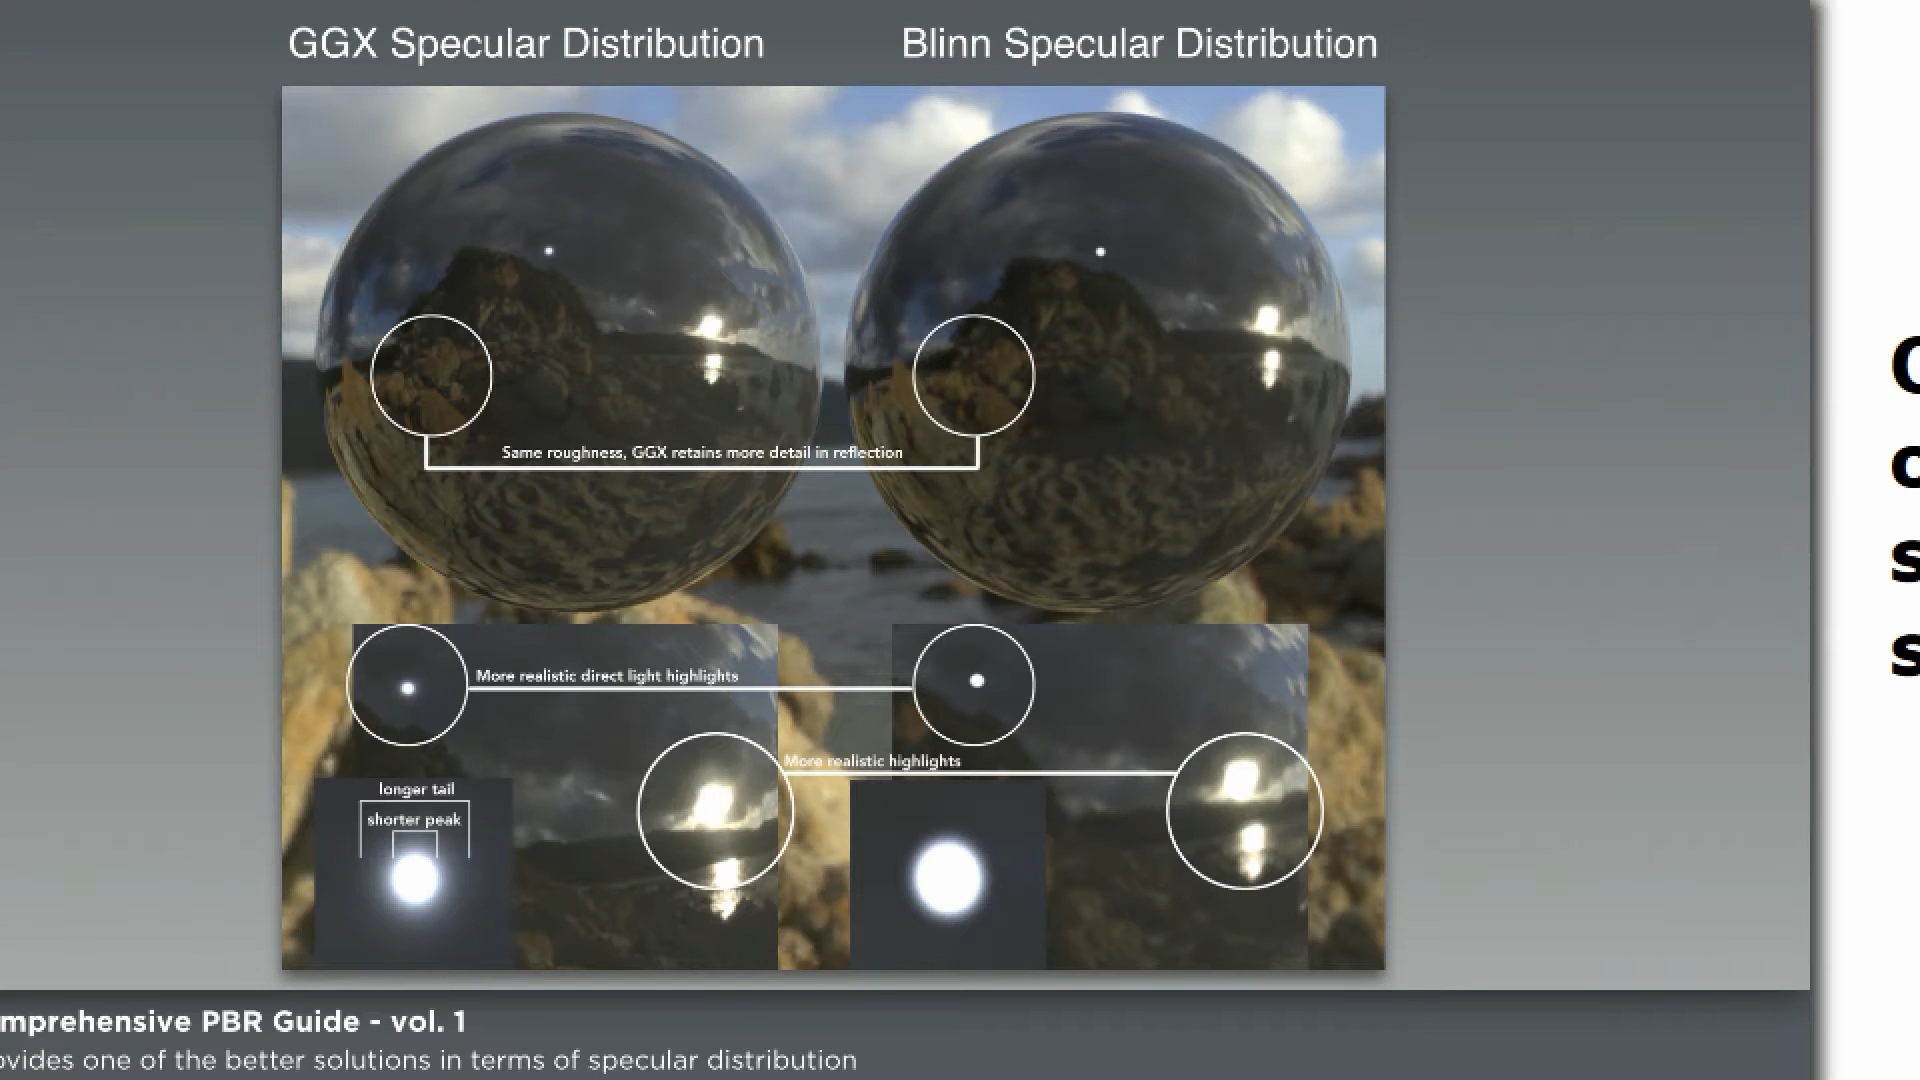 GGX Specular Distribution
Blinn Specular Distribution
Same roughness, GGX retains more detail in reflection
More realistic direct light highlights
More realistic highlights
longer tail
shorter peak
mprehensive PBR Guide - vol. 1
ovides one of the better solutions in terms of specular distribution